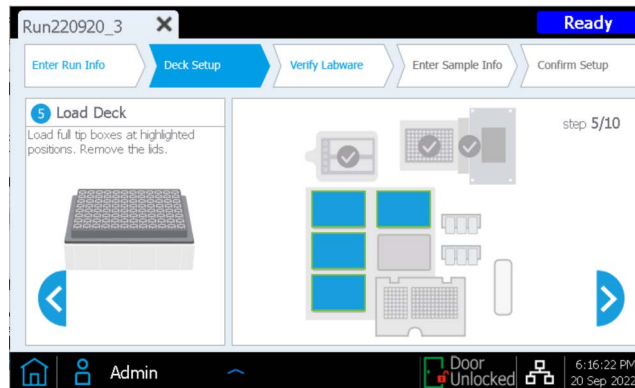 Run220920_3
Ready
Enter Run Info
Deck Setup
Verify Labware
Enter Sample Info
Confirm Setup
5 Load Deck
Load full tip boxes at highlighted
positions. Remove the lids.
step 5/10
Admin
Door
Unlocked
6:16:22 PM
20 Sep 2022